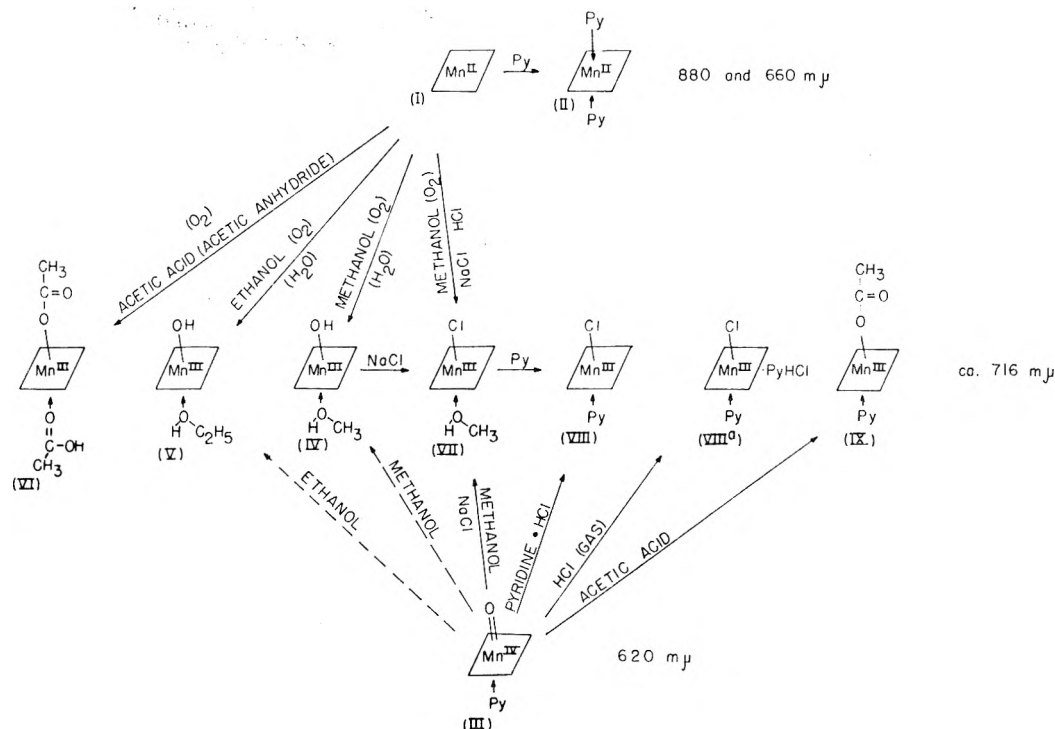 Py
Mn II
(I)
Py
Mn II
(II)
Py
880 and 660 mμ
(O2)
ACETIC ACID (ACETIC ANHYDRIDE)
ETHANOL (O2)
(H2O)
METHANOL (O2)
(H2O)
METHANOL (O2)
NaCl HCl
CH3
C=O
O
Mn III
O
C-OH
CH3
(VI)
OH
Mn III
O
H C2H5
(V)
OH
Mn III
O
H CH3
(IV)
NaCl
Cl
Mn III
O
H CH3
(VII)
Py
Cl
Mn III
Py
(VIII)
Cl
Mn III
·PyHCl
Py
(VIIIa)
CH3
C=O
O
Mn III
Py
(IX)
ca. 716 mμ
ETHANOL
METHANOL
METHANOL
NaCl
PYRIDINE • HCl
HCl (GAS)
ACETIC ACID
O
Mn IV
Py
(III)
620 mμ